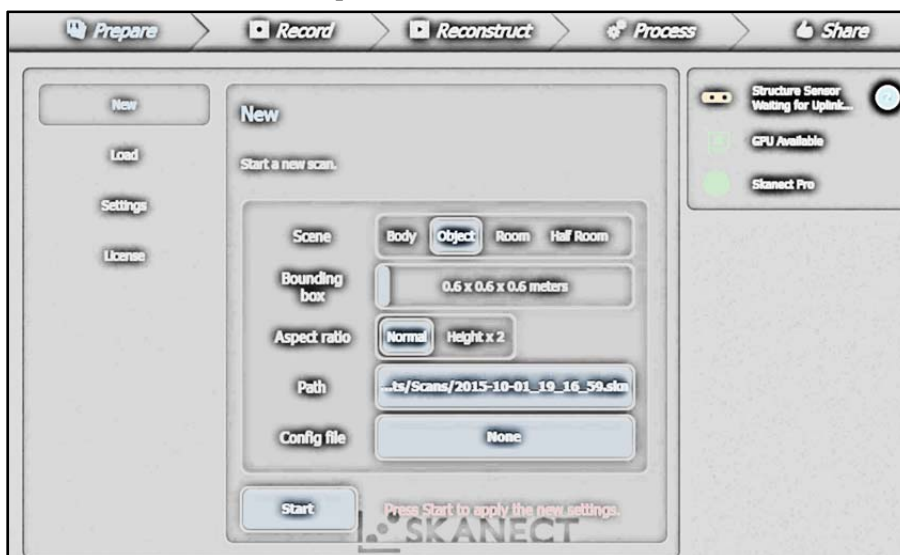 Prepare Record Reconstruct Process Share
New
Load
Settings
License
New
Start a new scan.
Scene Body Object Room Half Room
Bounding box 0.6 x 0.6 x 0.6 meters
Aspect ratio Normal Height x 2
Path ...ts/Scans/2015-10-01_19_16_59.skn
Config file None
Start Press Start to apply the new settings.
SKANECT
Structure Sensor
Waiting for Uplink...
GPU Available
Skanect Pro